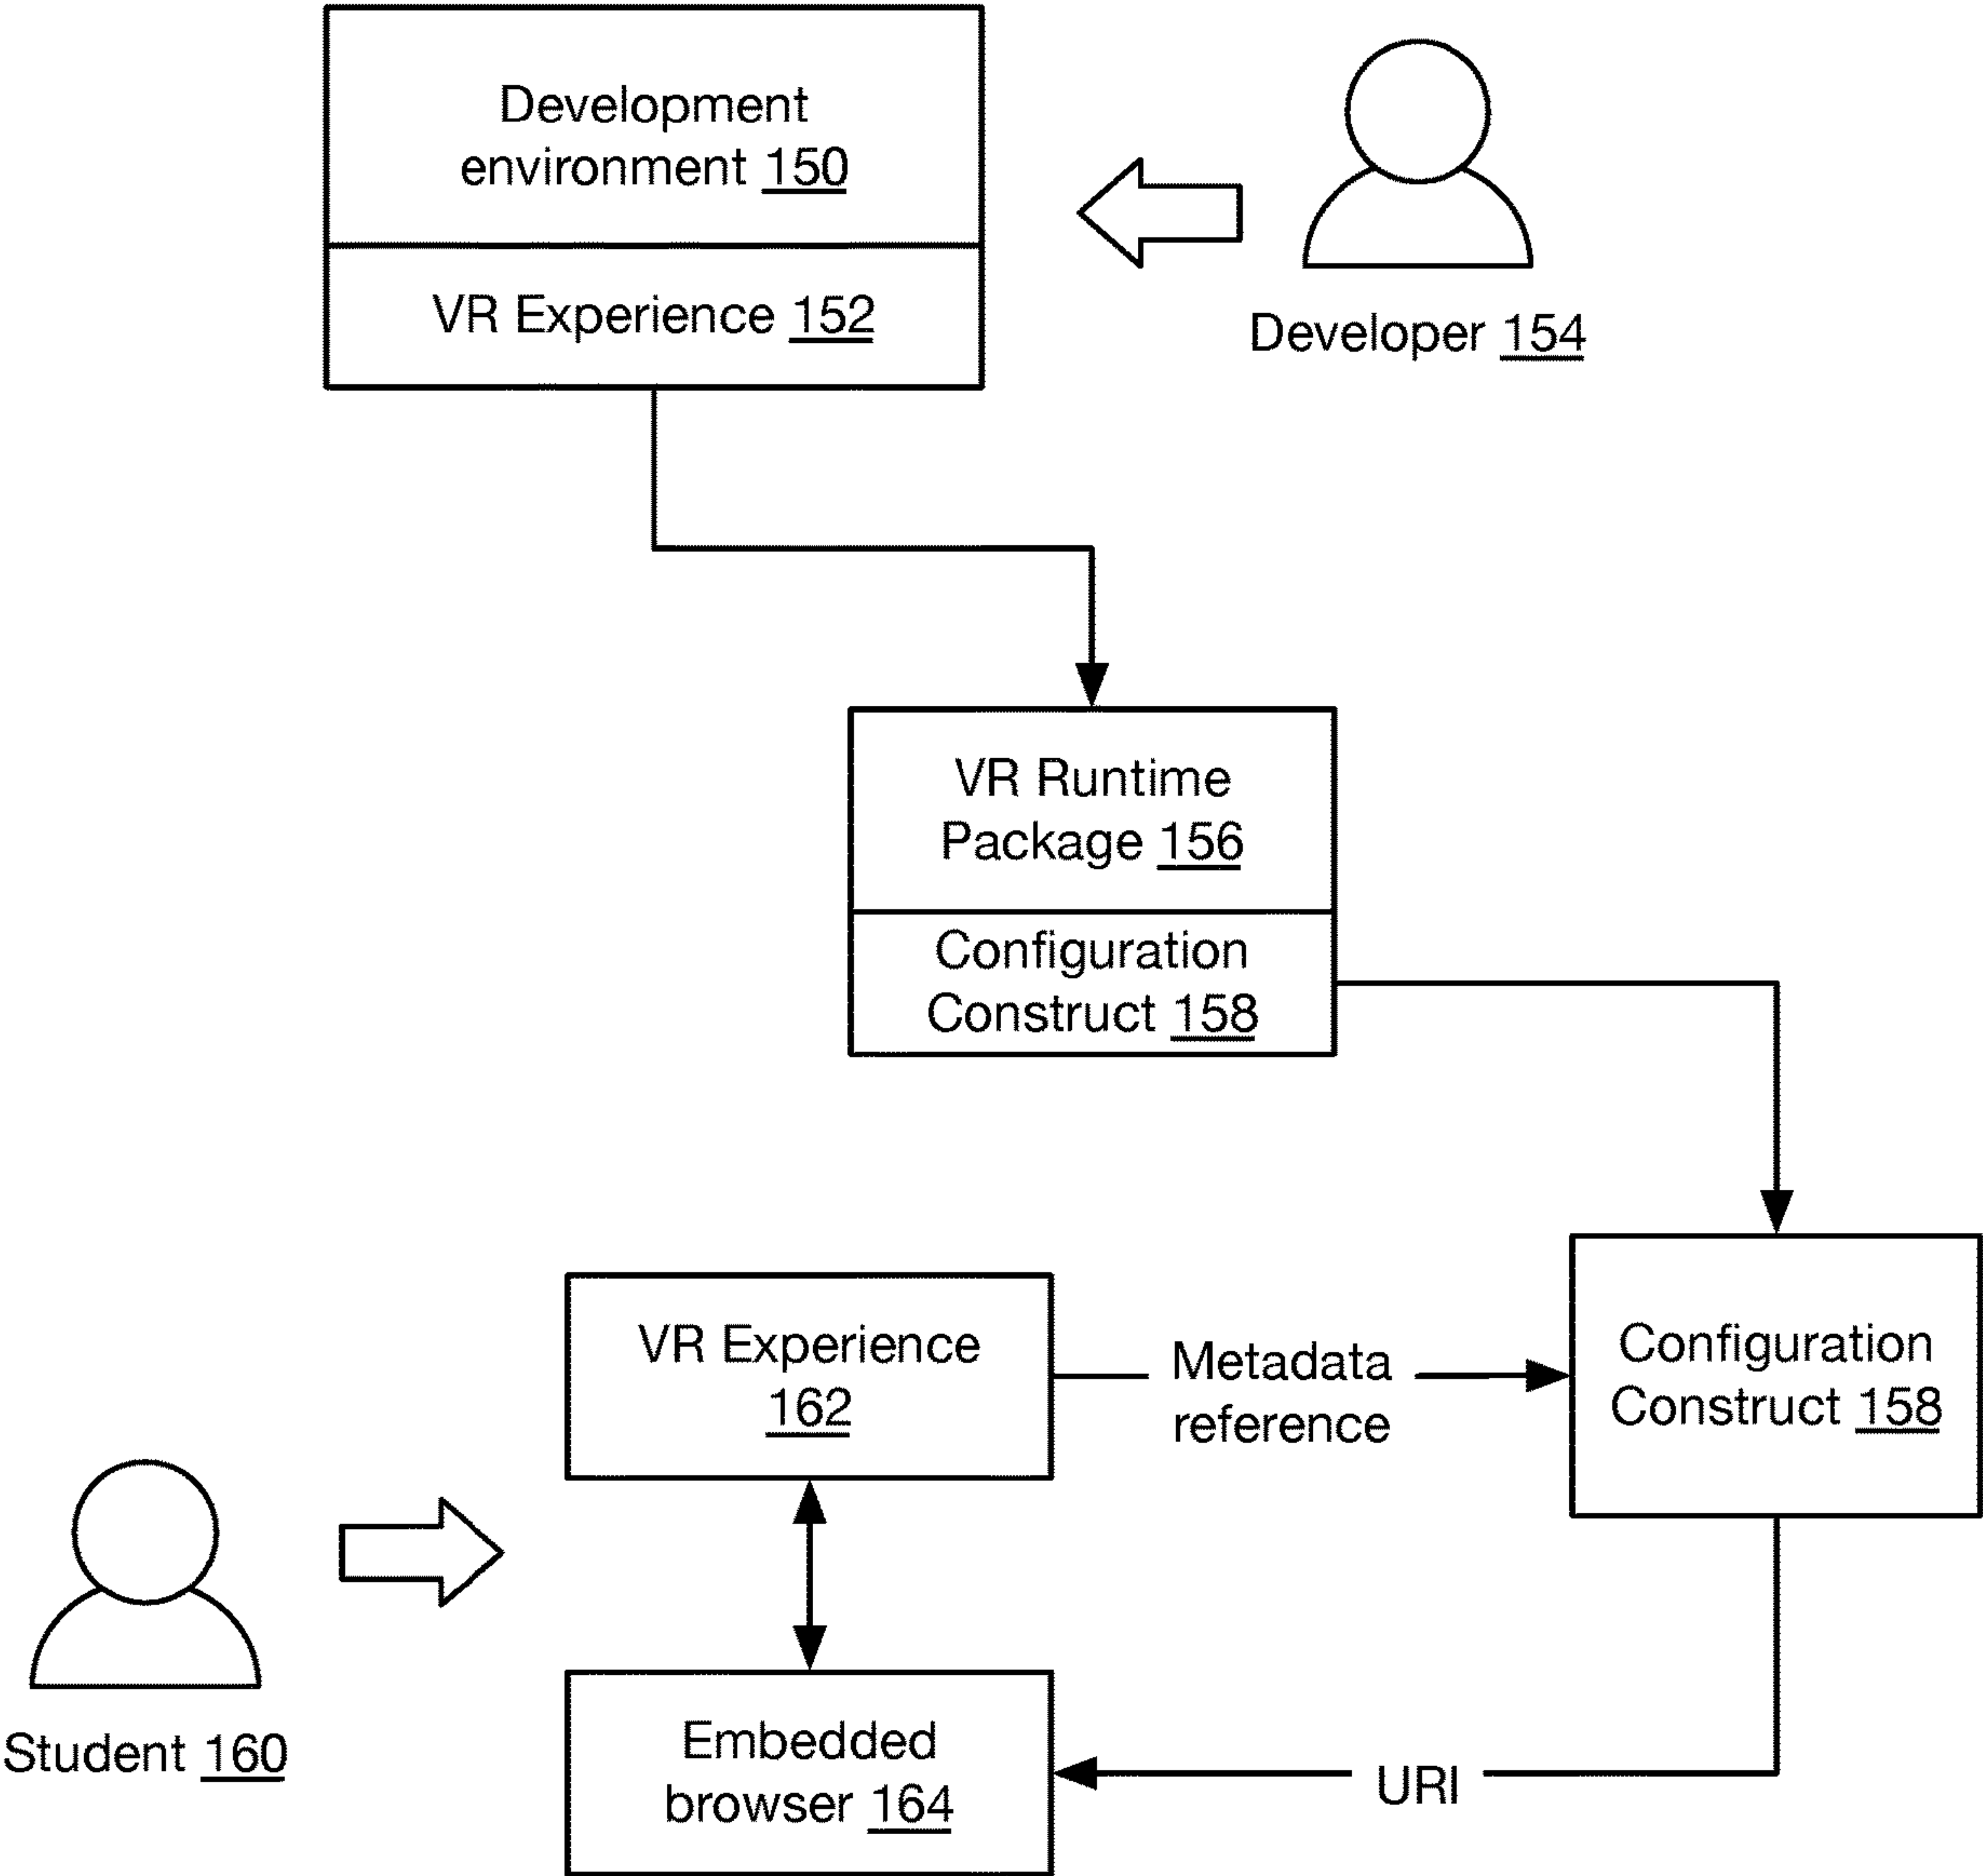 Development
environment 150
VR Experience 152
Developer 154
VR Runtime
Package 156
Configuration
Construct 158
VR Experience
162
Metadata
reference
Configuration
Construct 158
Student 160
Embedded
browser 164
URI